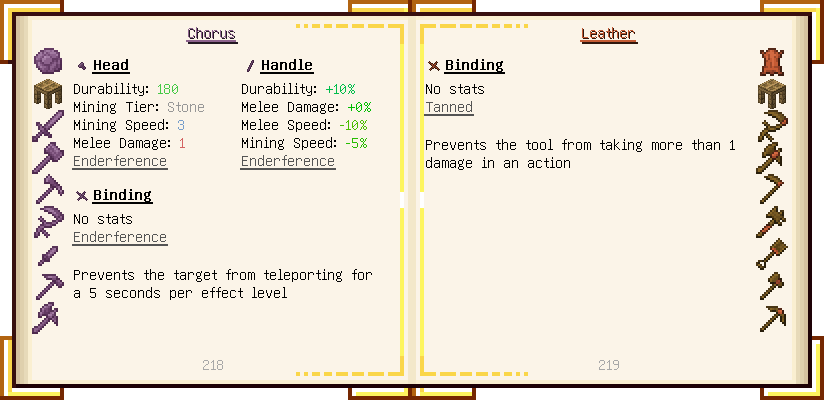 Chorus
Head
Durability: 180
Mining Tier: Stone
Mining Speed: 3
Melee Damage: 1
Enderference
Handle
Durability: +10%
Melee Damage: +0%
Melee Speed: -10%
Mining Speed: -5%
Enderference
Binding
No stats
Enderference
Prevents the target from teleporting for
a 5 seconds per effect level
218
Leather
Binding
No stats
Tanned
Prevents the tool from taking more than 1
damage in an action
219